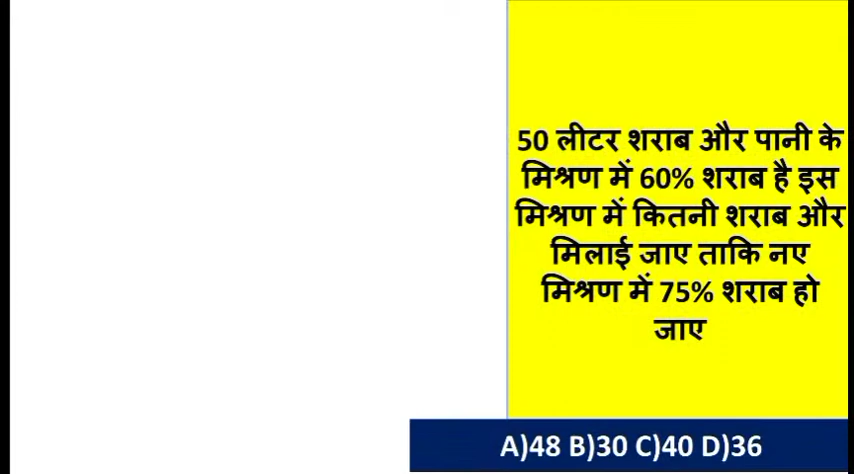 50 लीटर शराब और पानी के
मिश्रण में 60% शराब है इस
मिश्रण में कितनी शराब और
मिलाई जाए ताकि नए
मिश्रण में 75% शराब हो
जाए
A)48 B)30 C)40 D)36